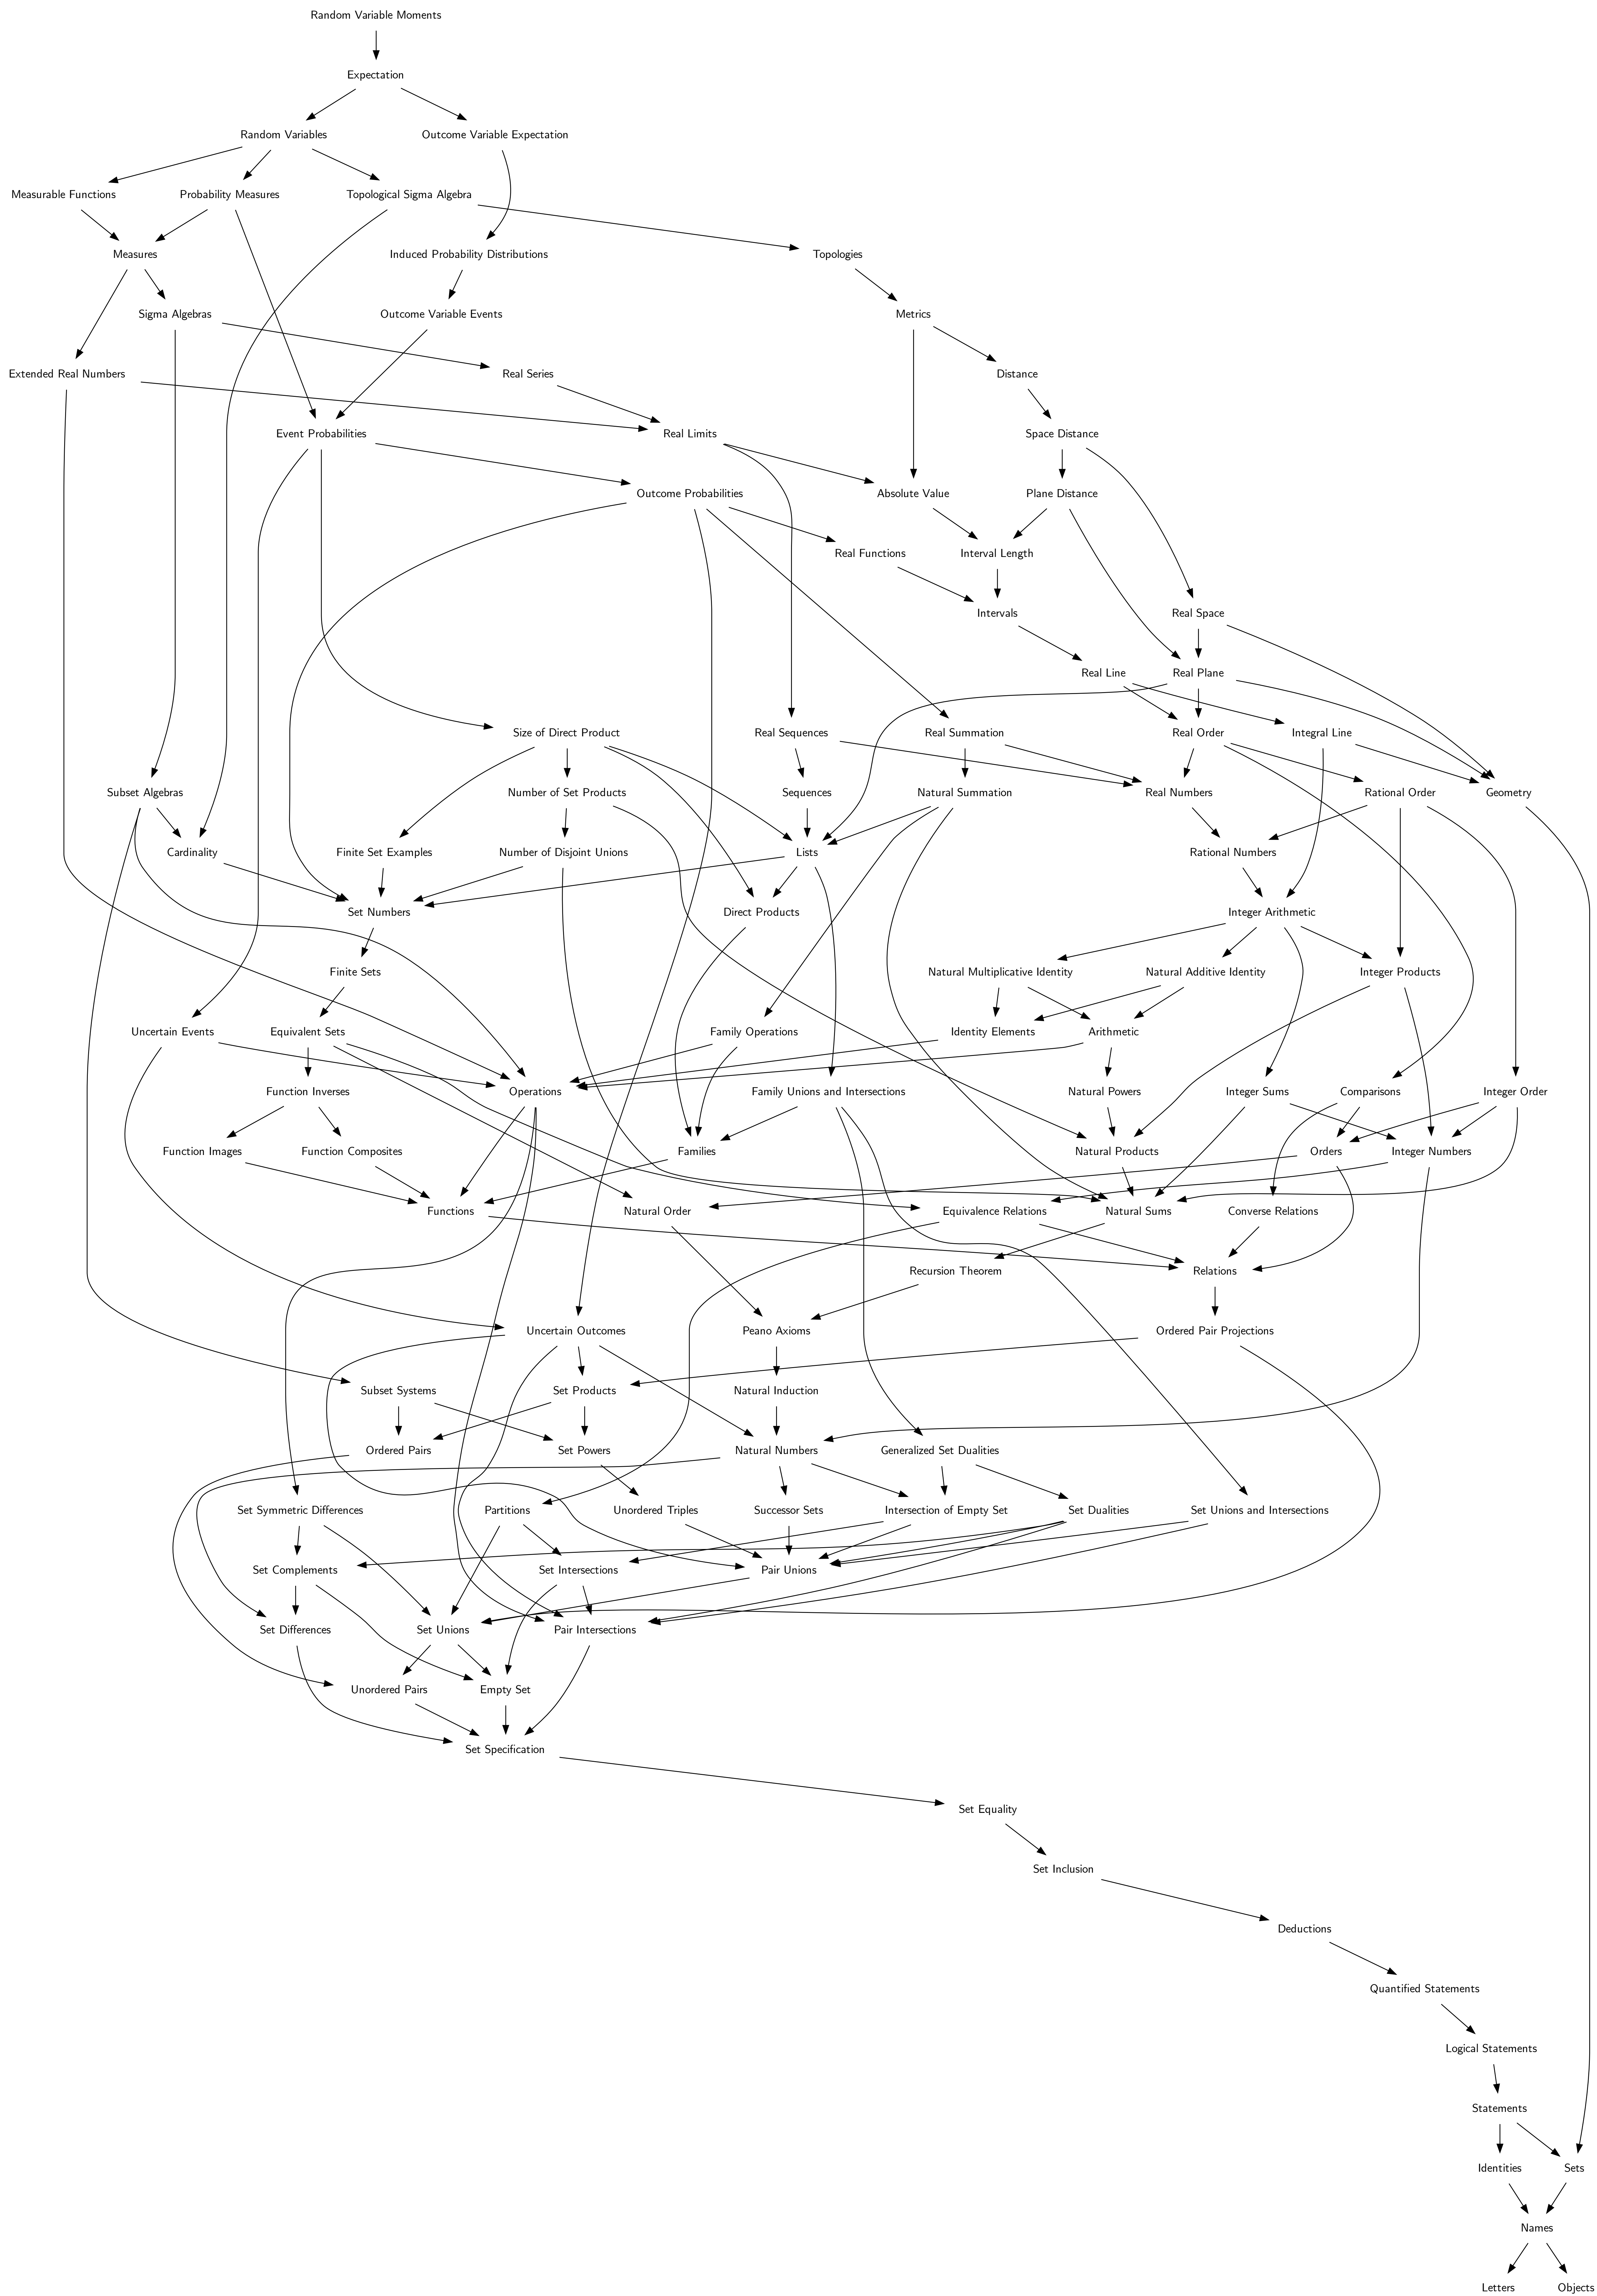 Random Variable Moments
Expectation
Random Variables
Outcome Variable Expectation
Measurable Functions
Probability Measures
Topological Sigma Algebra
Measures
Induced Probability Distributions
Topologies
Sigma Algebras
Outcome Variable Events
Metrics
Extended Real Numbers
Real Series
Distance
Event Probabilities
Real Limits
Space Distance
Outcome Probabilities
Absolute Value
Plane Distance
Real Functions
Interval Length
Intervals
Real Space
Real Line
Real Plane
Size of Direct Product
Real Sequences
Real Summation
Real Order
Integral Line
Subset Algebras
Number of Set Products
Sequences
Natural Summation
Real Numbers
Rational Order
Geometry
Cardinality
Finite Set Examples
Number of Disjoint Unions
Lists
Rational Numbers
Set Numbers
Direct Products
Integer Arithmetic
Finite Sets
Natural Multiplicative Identity
Natural Additive Identity
Integer Products
Uncertain Events
Equivalent Sets
Family Operations
Identity Elements
Arithmetic
Function Inverses
Operations
Family Unions and Intersections
Natural Powers
Integer Sums
Comparisons
Integer Order
Function Images
Function Composites
Families
Natural Products
Orders
Integer Numbers
Functions
Natural Order
Equivalence Relations
Natural Sums
Converse Relations
Recursion Theorem
Relations
Uncertain Outcomes
Peano Axioms
Ordered Pair Projections
Subset Systems
Set Products
Natural Induction
Ordered Pairs
Set Powers
Natural Numbers
Generalized Set Dualities
Set Symmetric Differences
Partitions
Unordered Triples
Successor Sets
Intersection of Empty Set
Set Dualities
Set Unions and Intersections
Set Complements
Set Intersections
Pair Unions
Set Differences
Set Unions
Pair Intersections
Unordered Pairs
Empty Set
Set Specification
Set Equality
Set Inclusion
Deductions
Quantified Statements
Logical Statements
Statements
Identities
Sets
Names
Letters
Objects